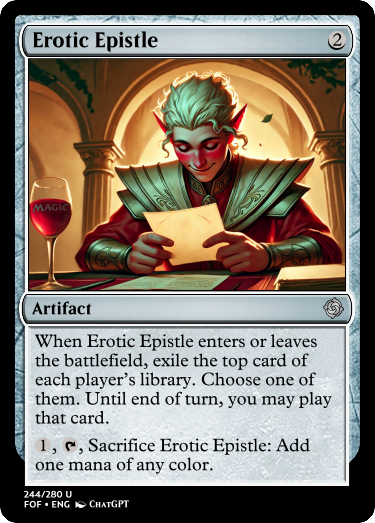 Erotic Epistle 2
MAGIC
Artifact
When Erotic Epistle enters or leaves
the battlefield, exile the top card of
each player's library. Choose one of
them. Until end of turn, you may play
that card.
1, , Sacrifice Erotic Epistle: Add
one mana of any color.
244/280 U
FOF • ENG ChatGPT